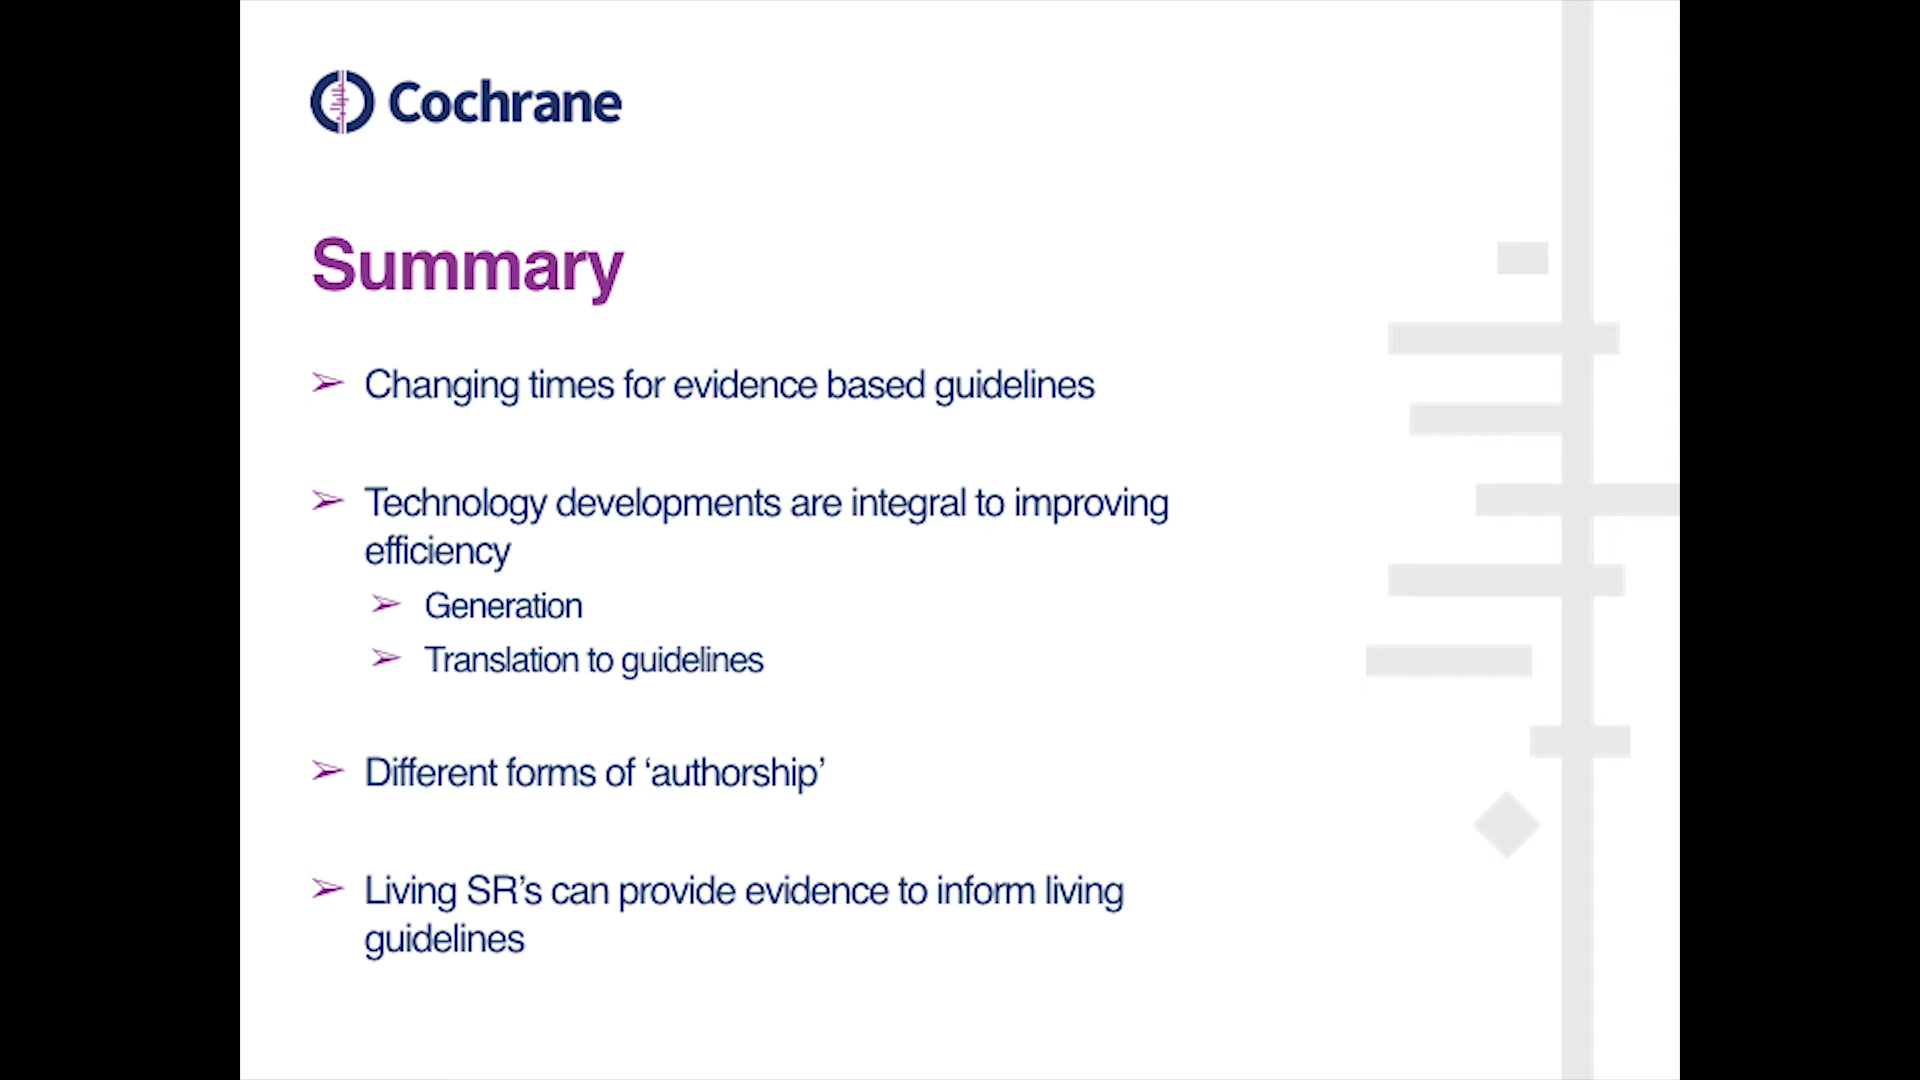 Cochrane
Summary
➢ Changing times for evidence based guidelines
➢ Technology developments are integral to improving
efficiency
➢ Generation
➢ Translation to guidelines
➢ Different forms of ‘authorship’
➢ Living SR’s can provide evidence to inform living
guidelines